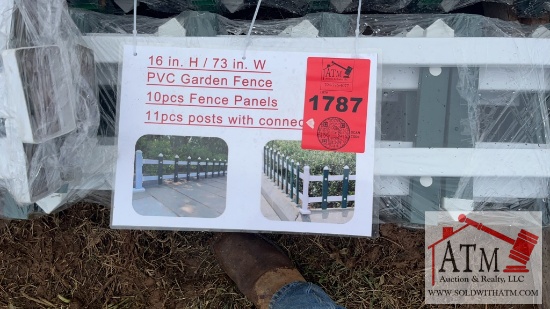 16 in. H / 73 in. W
PVC Garden Fence
10pcs Fence Panels
11pcs posts with connec
ATM
1787
ATM
Auction & Realty, LLC
WWW.SOLDWITHATM.COM